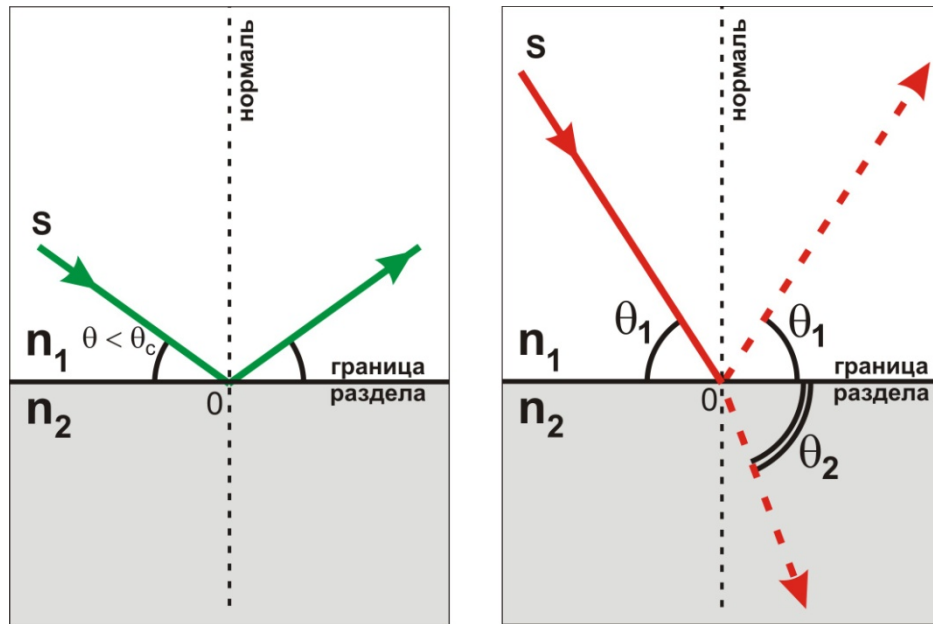 нормаль
S
θ < θc
n1
граница
раздела
0
n2
нормаль
S
θ1
θ1
n1
граница
раздела
0
n2
θ2